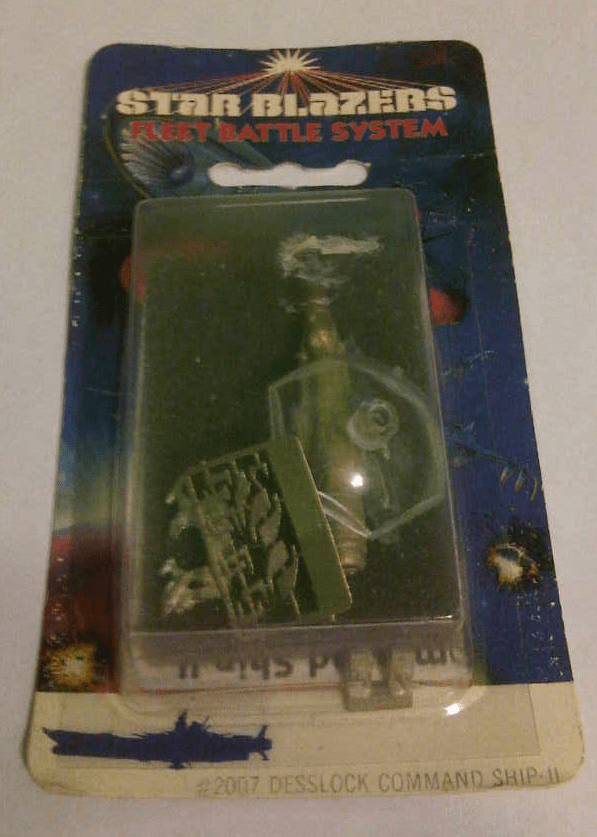 STAR BLAZERS
FLEET BATTLE SYSTEM
#2007 DESSLOCK COMMAND SHIP-II